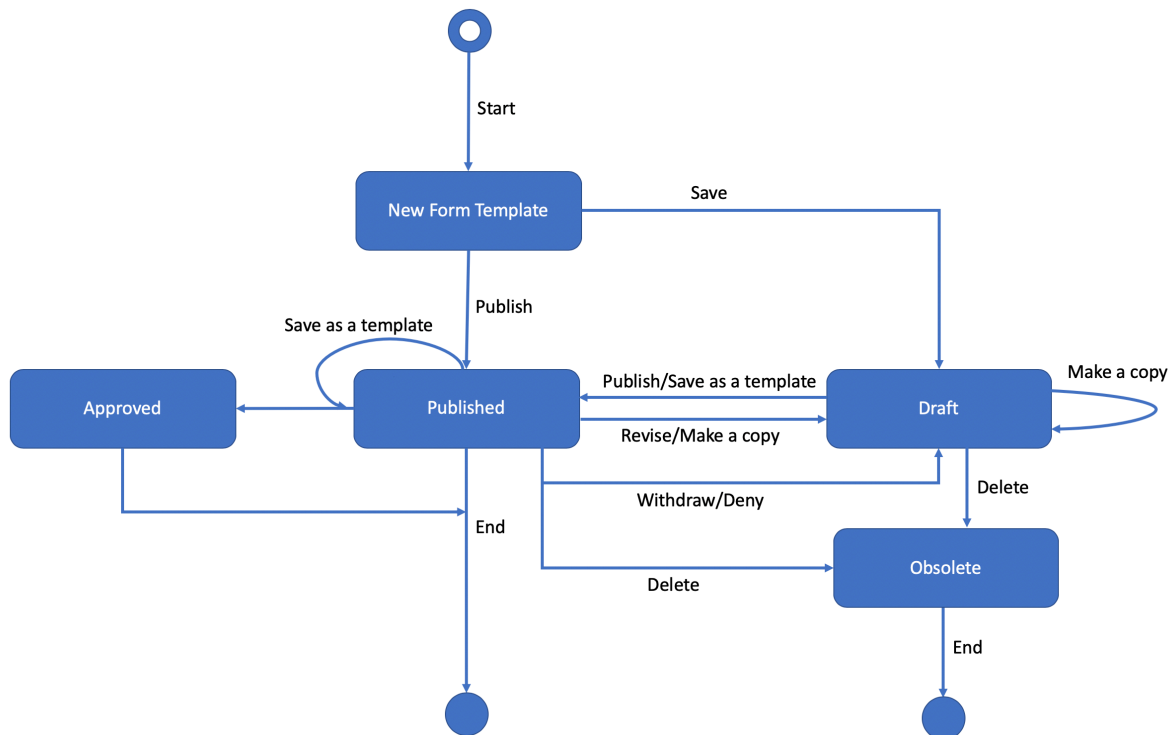 Start
New Form Template
Save
Publish
Save as a template
Approved
Published
Publish/Save as a template
Revise/Make a copy
Draft
Make a copy
Withdraw/Deny
Delete
End
Delete
Obsolete
End